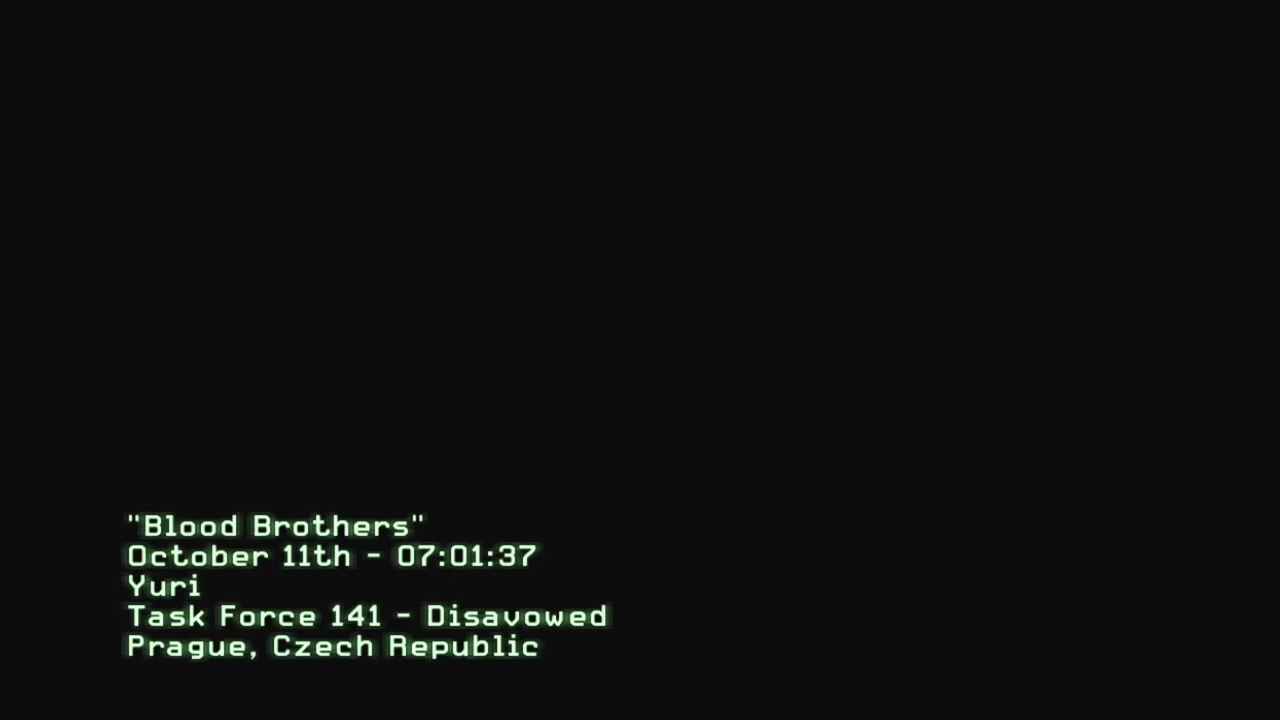 "Blood Brothers"
October 11th - 07:01:37
Yuri
Task Force 141 - Disavowed
Prague, Czech Republic